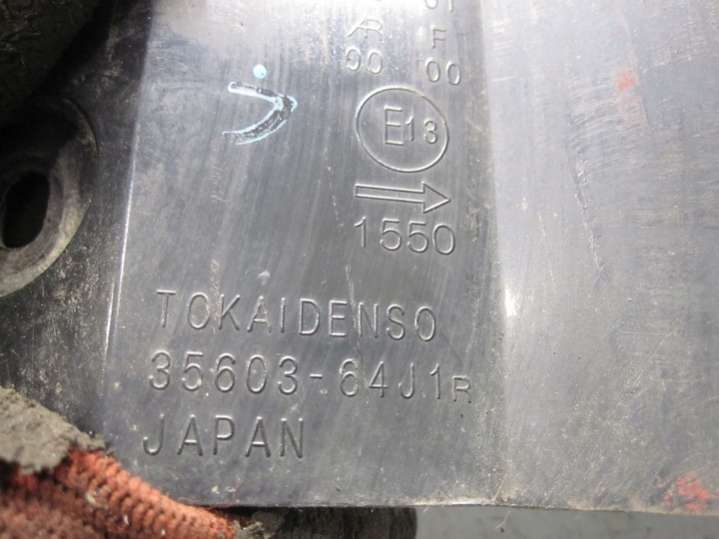 F
00 00
E13
1550
TOKAIDENSO
35603-64J1R
JAPAN